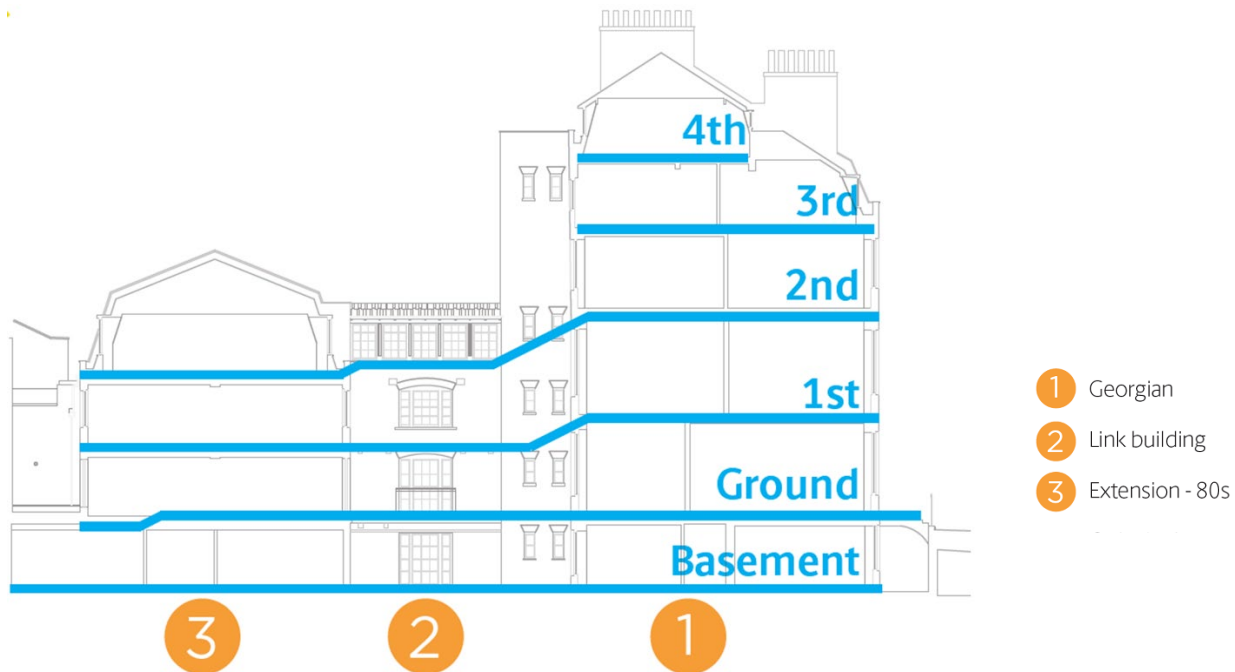 4th
3rd
2nd
1st
Ground
Basement
3
2
1
1 Georgian
2 Link building
3 Extension - 80s